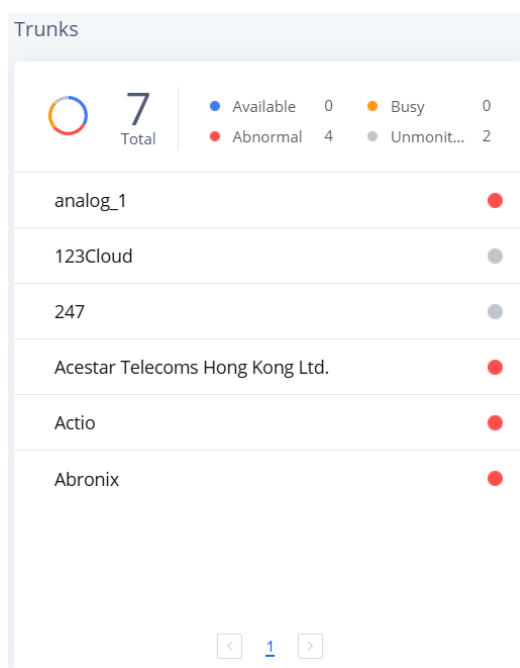 Trunks
7
Total
Available 0
Busy 0
Abnormal 4
Unmonit... 2
analog_1
123Cloud
247
Acestar Telecoms Hong Kong Ltd.
Actio
Abronix
< 1 >